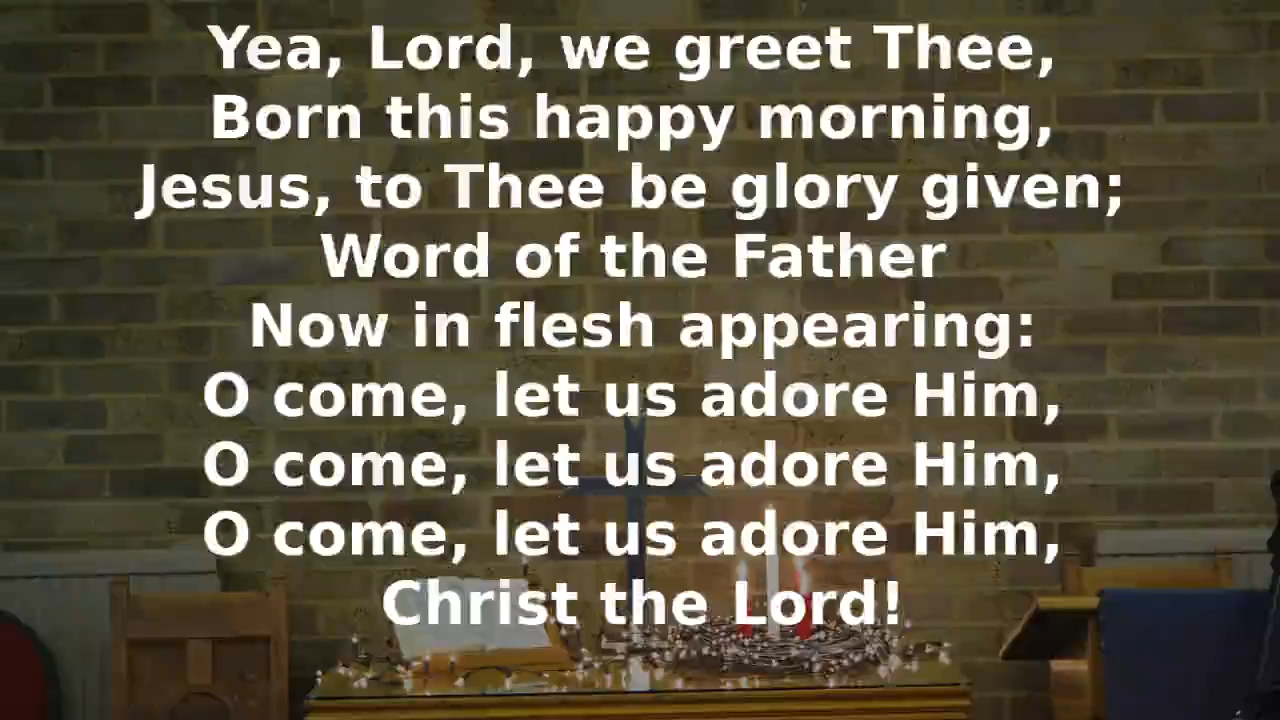 Yea, Lord, we greet Thee,
Born this happy morning,
Jesus, to Thee be glory given;
Word of the Father
Now in flesh appearing:
O come, let us adore Him,
O come, let us adore Him,
O come, let us adore Him,
Christ the Lord!